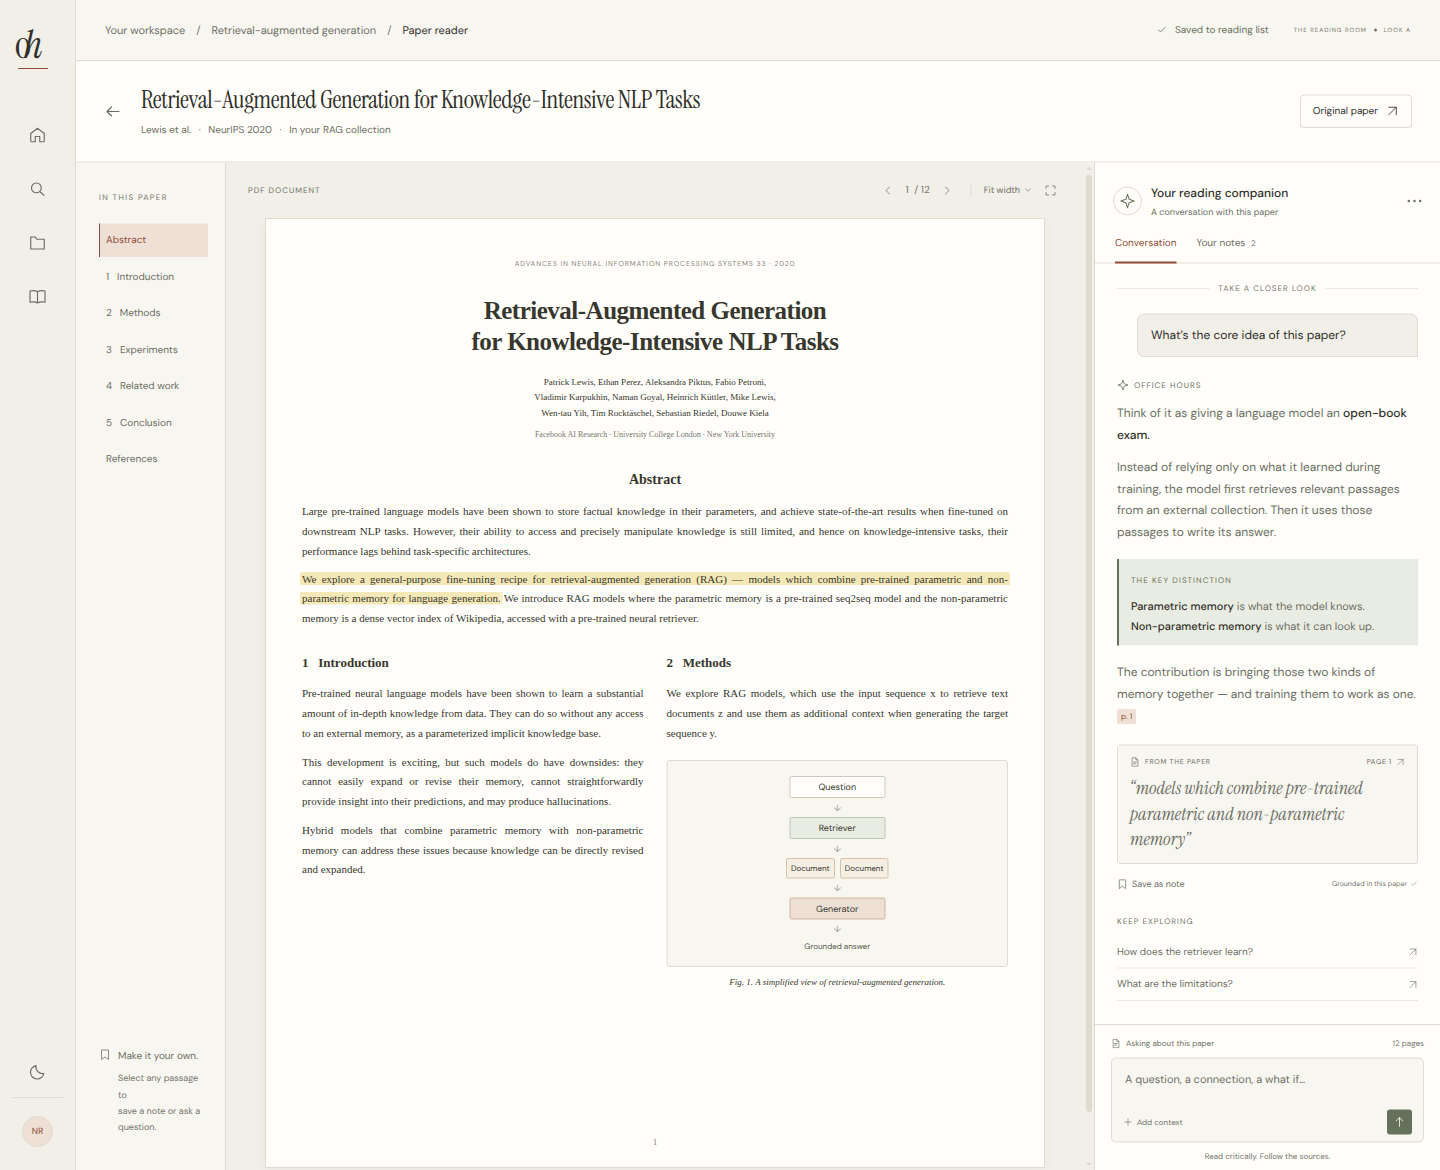 dh
Your workspace / Retrieval-augmented generation / Paper reader
Saved to reading list
THE READING ROOM • LOOK A
Retrieval-Augmented Generation for Knowledge-Intensive NLP Tasks
Lewis et al. · NeurIPS 2020 · In your RAG collection
Original paper
IN THIS PAPER
Abstract
1 Introduction
2 Methods
3 Experiments
4 Related work
5 Conclusion
References
Make it your own.
Select any passage
to
save a note or ask a
question.
NR
PDF DOCUMENT
1 / 12
Fit width
ADVANCES IN NEURAL INFORMATION PROCESSING SYSTEMS 33 · 2020
Retrieval-Augmented Generation
for Knowledge-Intensive NLP Tasks
Patrick Lewis, Ethan Perez, Aleksandra Piktus, Fabio Petroni,
Vladimir Karpukhin, Naman Goyal, Heinrich Küttler, Mike Lewis,
Wen-tau Yih, Tim Rocktäschel, Sebastian Riedel, Douwe Kiela
Facebook AI Research · University College London · New York University
Abstract
Large pre-trained language models have been shown to store factual knowledge in their parameters, and achieve state-of-the-art results when fine-tuned on
downstream NLP tasks. However, their ability to access and precisely manipulate knowledge is still limited, and hence on knowledge-intensive tasks, their
performance lags behind task-specific architectures.
We explore a general-purpose fine-tuning recipe for retrieval-augmented generation (RAG) — models which combine pre-trained parametric and non-
parametric memory for language generation. We introduce RAG models where the parametric memory is a pre-trained seq2seq model and the non-parametric
memory is a dense vector index of Wikipedia, accessed with a pre-trained neural retriever.
1 Introduction
Pre-trained neural language models have been shown to learn a substantial
amount of in-depth knowledge from data. They can do so without any access
to an external memory, as a parameterized implicit knowledge base.
This development is exciting, but such models do have downsides: they
cannot easily expand or revise their memory, cannot straightforwardly
provide insight into their predictions, and may produce hallucinations.
Hybrid models that combine parametric memory with non-parametric
memory can address these issues because knowledge can be directly revised
and expanded.
2 Methods
We explore RAG models, which use the input sequence x to retrieve text
documents z and use them as additional context when generating the target
sequence y.
Question
Retriever
Document Document
Generator
Grounded answer
Fig. 1. A simplified view of retrieval-augmented generation.
1
Your reading companion
A conversation with this paper
Conversation
Your notes 2
TAKE A CLOSER LOOK
What's the core idea of this paper?
OFFICE HOURS
Think of it as giving a language model an open-book
exam.
Instead of relying only on what it learned during
training, the model first retrieves relevant passages
from an external collection. Then it uses those
passages to write its answer.
THE KEY DISTINCTION
Parametric memory is what the model knows.
Non-parametric memory is what it can look up.
The contribution is bringing those two kinds of
memory together — and training them to work as one.
p. 1
FROM THE PAPER
PAGE 1
“models which combine pre-trained
parametric and non-parametric
memory”
Save as note
Grounded in this paper
KEEP EXPLORING
How does the retriever learn?
What are the limitations?
Asking about this paper
12 pages
A question, a connection, a what if…
Add context
Read critically. Follow the sources.